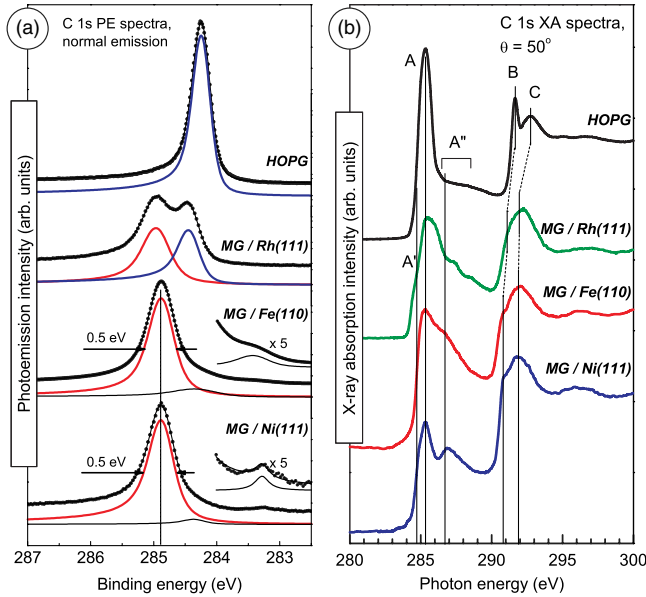 (a)
C 1s PE spectra,
normal emission
HOPG
MG / Rh(111)
MG / Fe(110)
0.5 eV
x 5
MG / Ni(111)
0.5 eV
x 5
Photoemission intensity (arb. units)
287 286 285 284 283
Binding energy (eV)
(b)
C 1s XA spectra,
θ = 50°
A
B
C
A"
HOPG
MG / Rh(111)
A'
MG / Fe(110)
MG / Ni(111)
X-ray absorption intensity (arb. units)
280 285 290 295 300
Photon energy (eV)